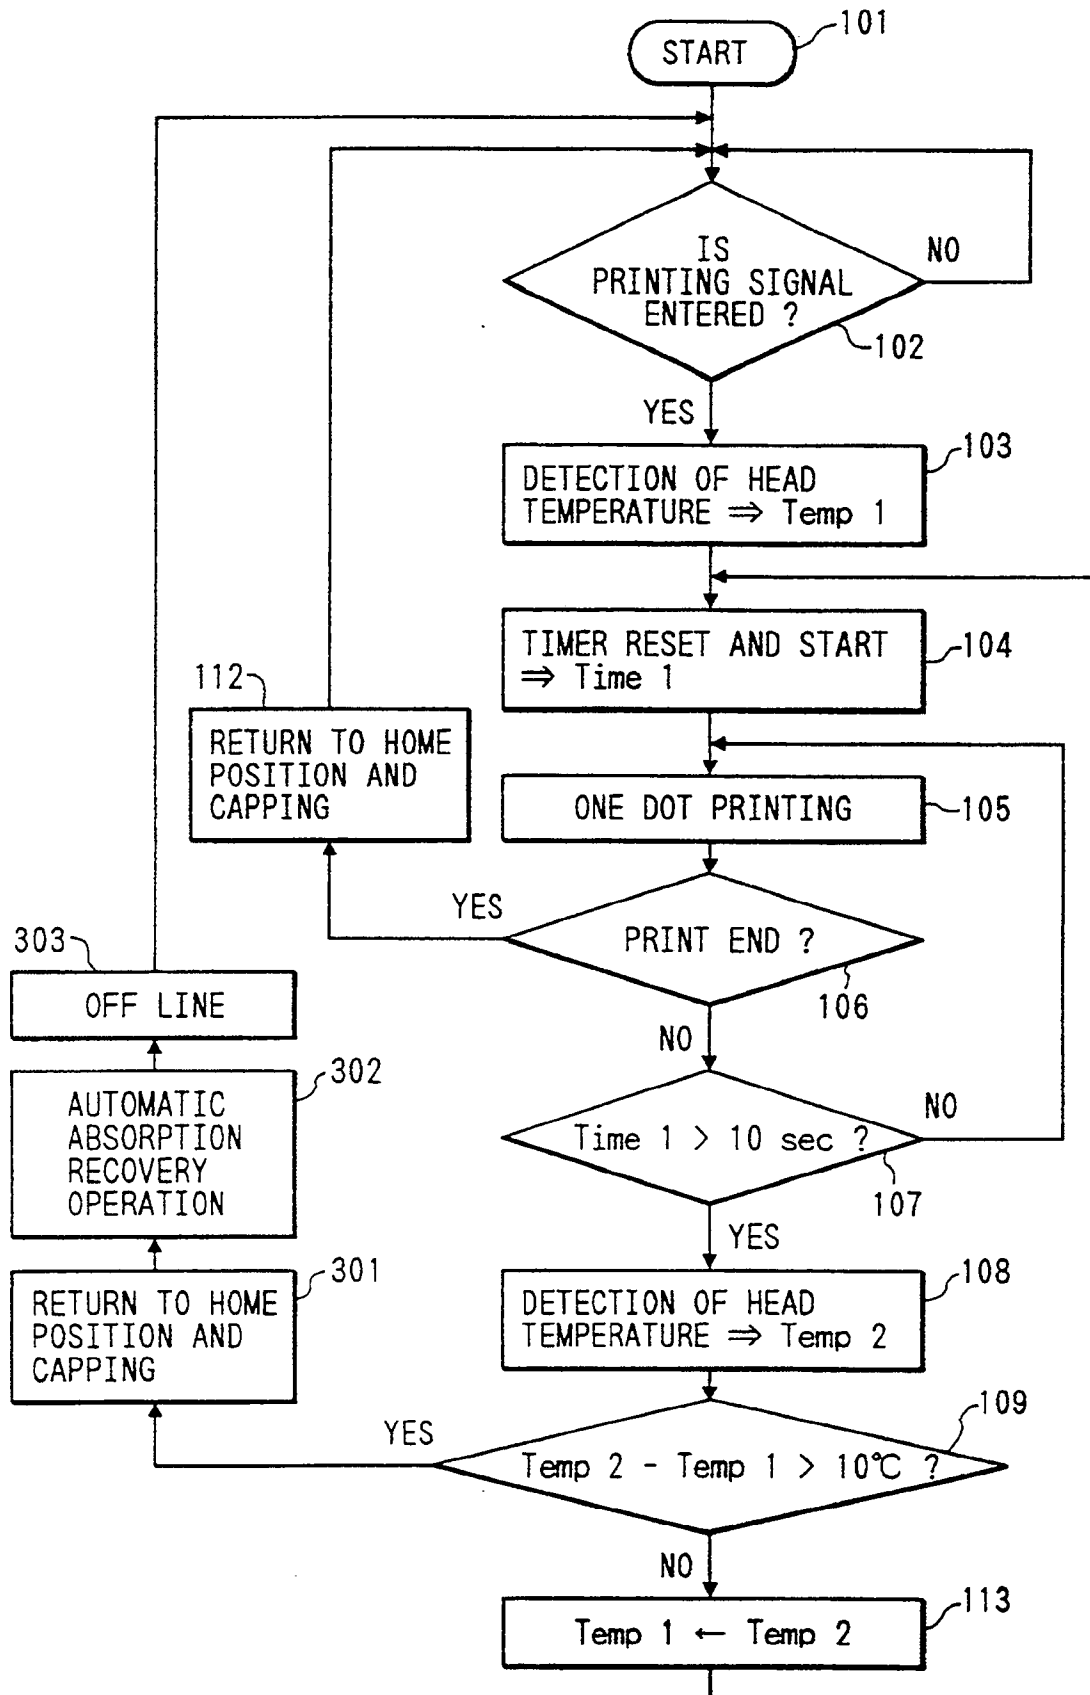 101
START
IS
PRINTING SIGNAL
ENTERED ?
NO
102
YES
103
DETECTION OF HEAD
TEMPERATURE ⇒ Temp 1
TIMER RESET AND START
⇒ Time 1
104
112
RETURN TO HOME
POSITION AND
CAPPING
ONE DOT PRINTING
105
YES
PRINT END ?
106
303
OFF LINE
NO
302
AUTOMATIC
ABSORPTION
RECOVERY
OPERATION
Time 1 > 10 sec ?
NO
107
YES
301
RETURN TO HOME
POSITION AND
CAPPING
108
DETECTION OF HEAD
TEMPERATURE ⇒ Temp 2
109
YES
Temp 2 - Temp 1 > 10℃ ?
NO
113
Temp 1 ← Temp 2